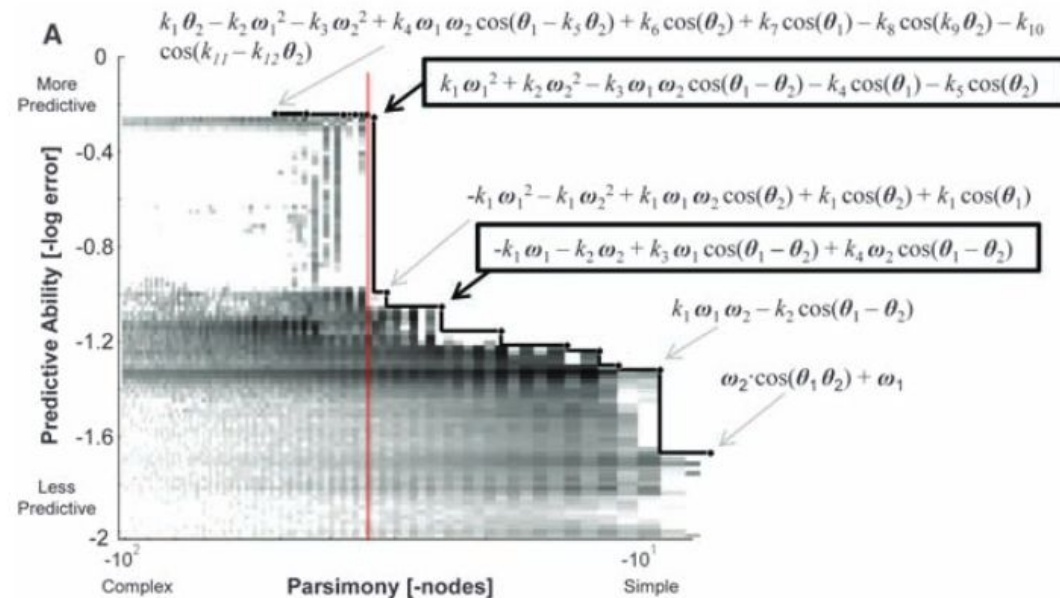 A
k₁ θ₂ − k₂ ω₁² − k₃ ω₂² + k₄ ω₁ ω₂ cos(θ₁ − k₅ θ₂) + k₆ cos(θ₂) + k₇ cos(θ₁) − k₈ cos(k₉ θ₂) − k₁₀
cos(k₁₁ − k₁₂ θ₂)
0
More
Predictive
k₁ ω₁² + k₂ ω₂² − k₃ ω₁ ω₂ cos(θ₁ − θ₂) − k₄ cos(θ₁) − k₅ cos(θ₂)
-0.4
Predictive Ability [-log error]
-k₁ ω₁² − k₁ ω₂² + k₁ ω₁ ω₂ cos(θ₂) + k₁ cos(θ₂) + k₁ cos(θ₁)
-0.8
-k₁ ω₁ − k₂ ω₂ + k₃ ω₁ cos(θ₁ − θ₂) + k₄ ω₂ cos(θ₁ − θ₂)
k₁ ω₁ ω₂ − k₂ cos(θ₁ − θ₂)
-1.2
ω₂·cos(θ₁ θ₂) + ω₁
-1.6
Less
Predictive
-2
-10² -10¹
Complex Parsimony [-nodes] Simple